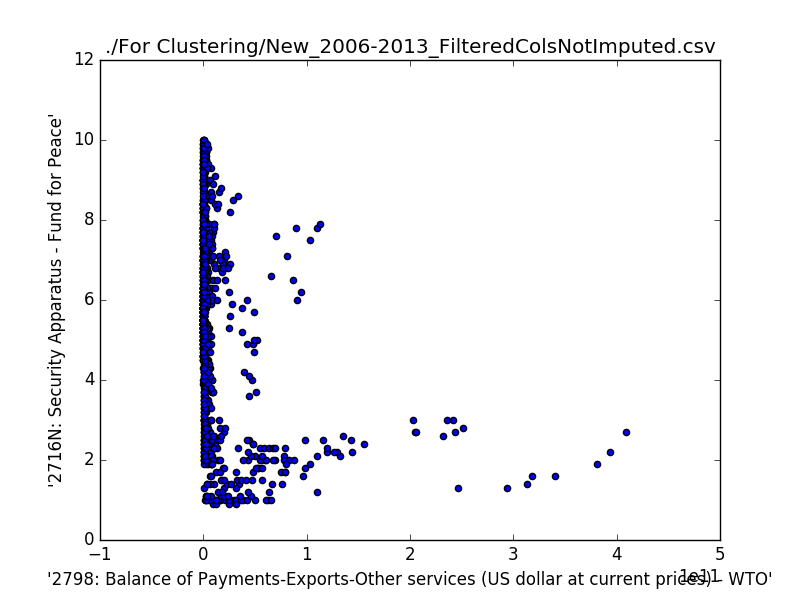 ./For Clustering/New_2006-2013_FilteredColsNotImputed.csv
12
10
8
6
4
2
0
'2716N: Security Apparatus - Fund for Peace'
−1 0 1 2 3 4 5
1e11
'2798: Balance of Payments-Exports-Other services (US dollar at current prices) - WTO'